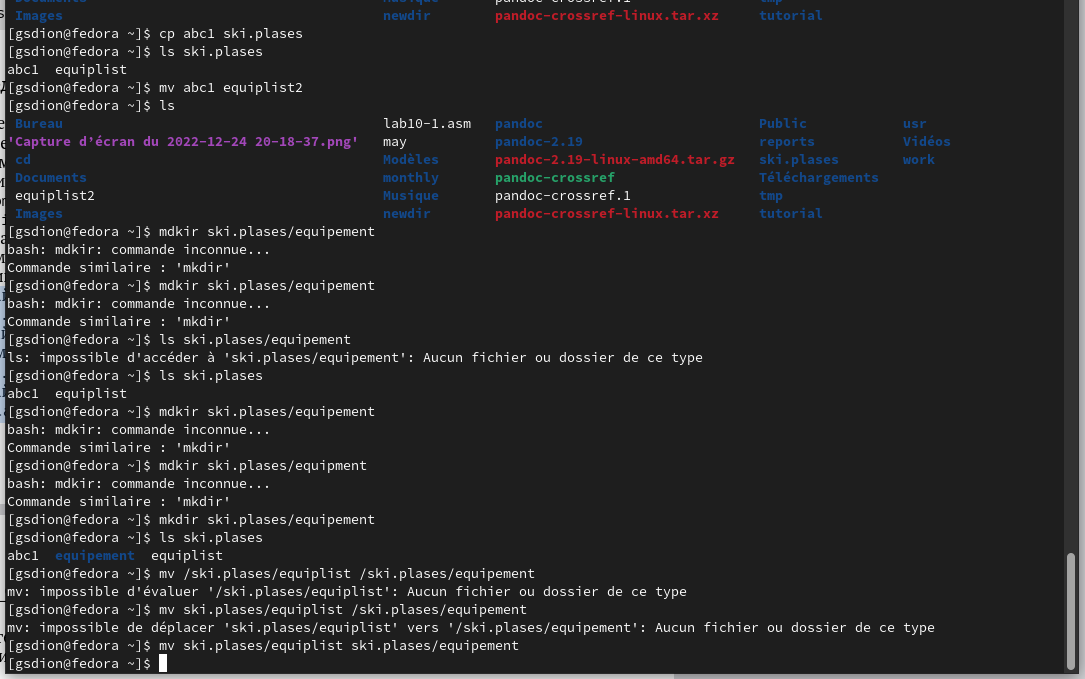 Images newdir pandoc-crossref-linux.tar.xz tutorial
[gsdion@fedora ~]$ cp abc1 ski.plases
[gsdion@fedora ~]$ ls ski.plases
abc1 equiplist
[gsdion@fedora ~]$ mv abc1 equiplist2
[gsdion@fedora ~]$ ls
Bureau lab10-1.asm pandoc Public usr
'Capture d’écran du 2022-12-24 20-18-37.png' may pandoc-2.19 reports Vidéos
cd Modèles pandoc-2.19-linux-amd64.tar.gz ski.plases work
Documents monthly pandoc-crossref Téléchargements
equiplist2 Musique pandoc-crossref.1 tmp
Images newdir pandoc-crossref-linux.tar.xz tutorial
[gsdion@fedora ~]$ mdkir ski.plases/equipement
bash: mdkir: commande inconnue...
Commande similaire : 'mkdir'
[gsdion@fedora ~]$ mdkir ski.plases/equipement
bash: mdkir: commande inconnue...
Commande similaire : 'mkdir'
[gsdion@fedora ~]$ ls ski.plases/equipement
ls: impossible d'accéder à 'ski.plases/equipement': Aucun fichier ou dossier de ce type
[gsdion@fedora ~]$ ls ski.plases
abc1 equiplist
[gsdion@fedora ~]$ mdkir ski.plases/equipement
bash: mdkir: commande inconnue...
Commande similaire : 'mkdir'
[gsdion@fedora ~]$ mdkir ski.plases/equipment
bash: mdkir: commande inconnue...
Commande similaire : 'mkdir'
[gsdion@fedora ~]$ mkdir ski.plases/equipement
[gsdion@fedora ~]$ ls ski.plases
abc1 equipement equiplist
[gsdion@fedora ~]$ mv /ski.plases/equiplist /ski.plases/equipement
mv: impossible d'évaluer '/ski.plases/equiplist': Aucun fichier ou dossier de ce type
[gsdion@fedora ~]$ mv ski.plases/equiplist /ski.plases/equipement
mv: impossible de déplacer 'ski.plases/equiplist' vers '/ski.plases/equipement': Aucun fichier ou dossier de ce type
[gsdion@fedora ~]$ mv ski.plases/equiplist ski.plases/equipement
[gsdion@fedora ~]$